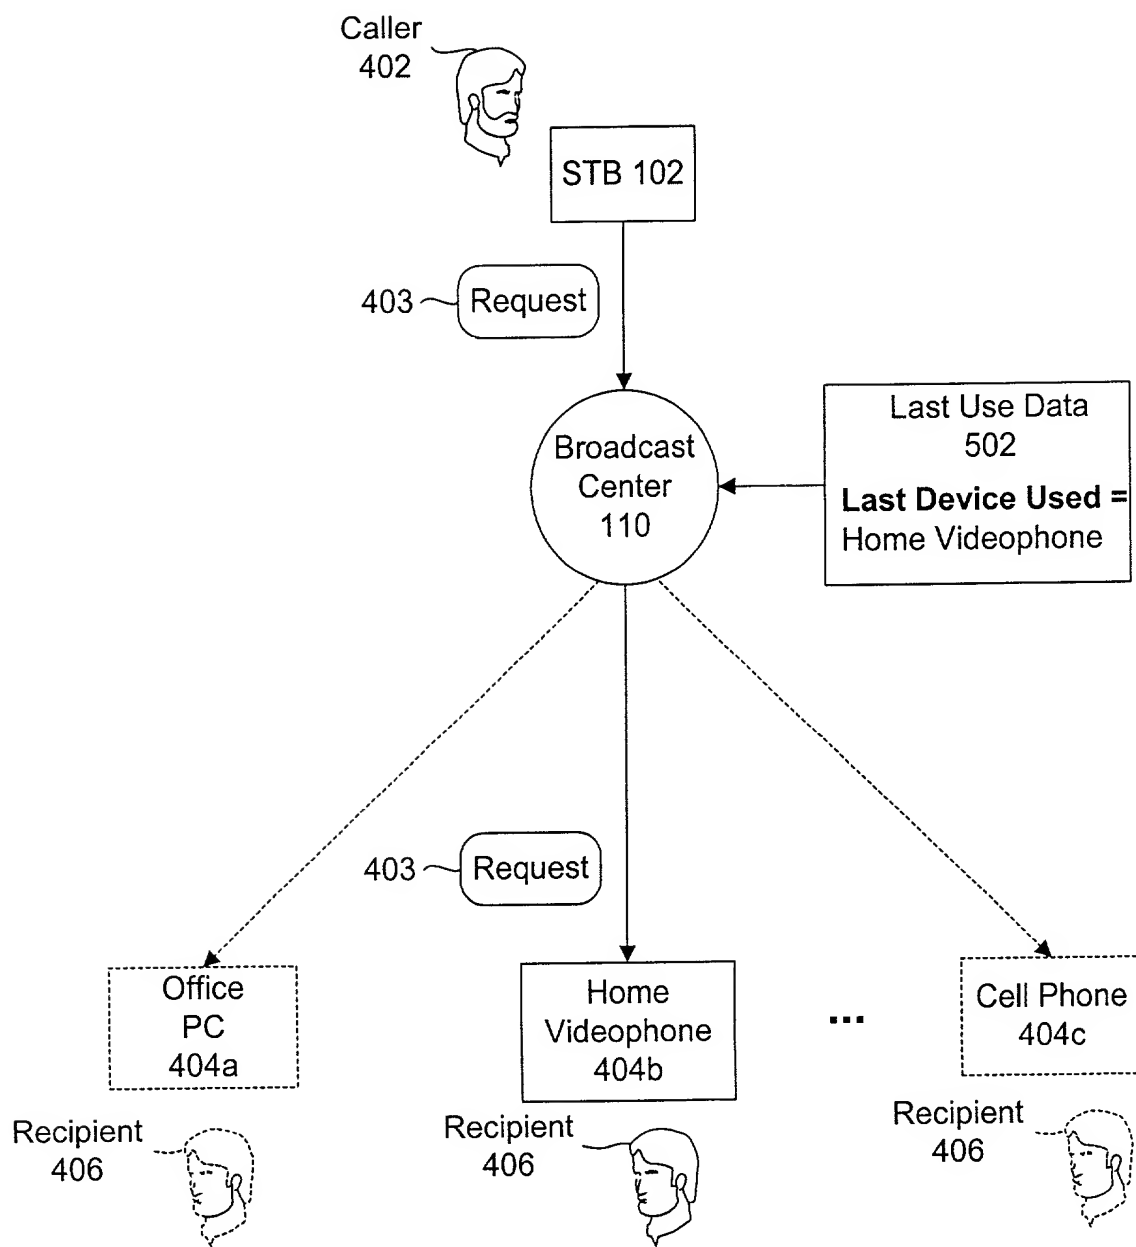 Caller
402
STB 102
403
Request
Broadcast
Center
110
Last Use Data
502
Last Device Used =
Home Videophone
403
Request
Office
PC
404a
Home
Videophone
404b
...
Cell Phone
404c
Recipient
406
Recipient
406
Recipient
406